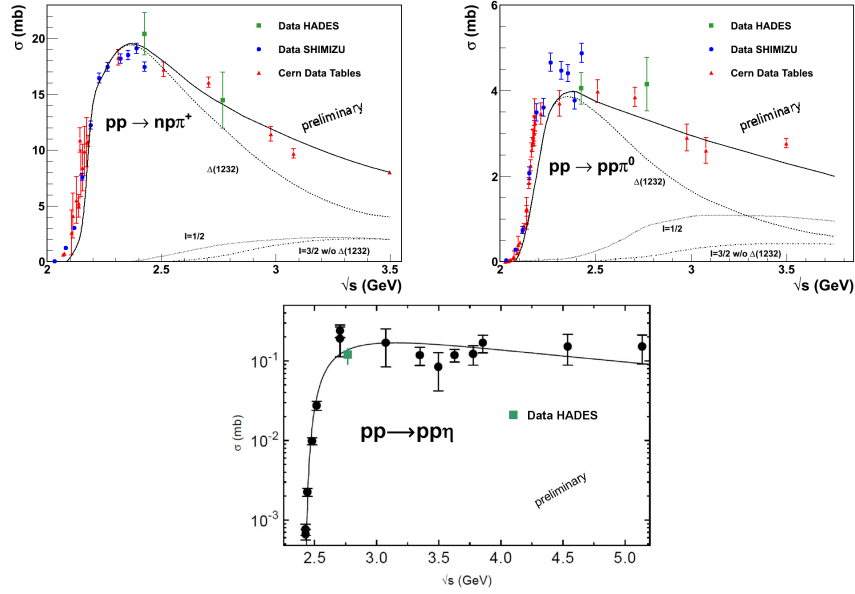 σ (mb)
20
15
10
5
0
2
2.5
3
3.5
√s (GeV)
Data HADES
Data SHIMIZU
Cern Data Tables
preliminary
pp → npπ⁺
Δ(1232)
I=1/2
I=3/2 w/o Δ(1232)
σ (mb)
6
4
2
0
2
2.5
3
3.5
√s (GeV)
Data HADES
Data SHIMIZU
Cern Data Tables
preliminary
pp → ppπ⁰
Δ(1232)
I=1/2
I=3/2 w/o Δ(1232)
σ (mb)
10⁻¹
10⁻²
10⁻³
2.5
3.0
3.5
4.0
4.5
5.0
√s (GeV)
pp→ppη
Data HADES
preliminary